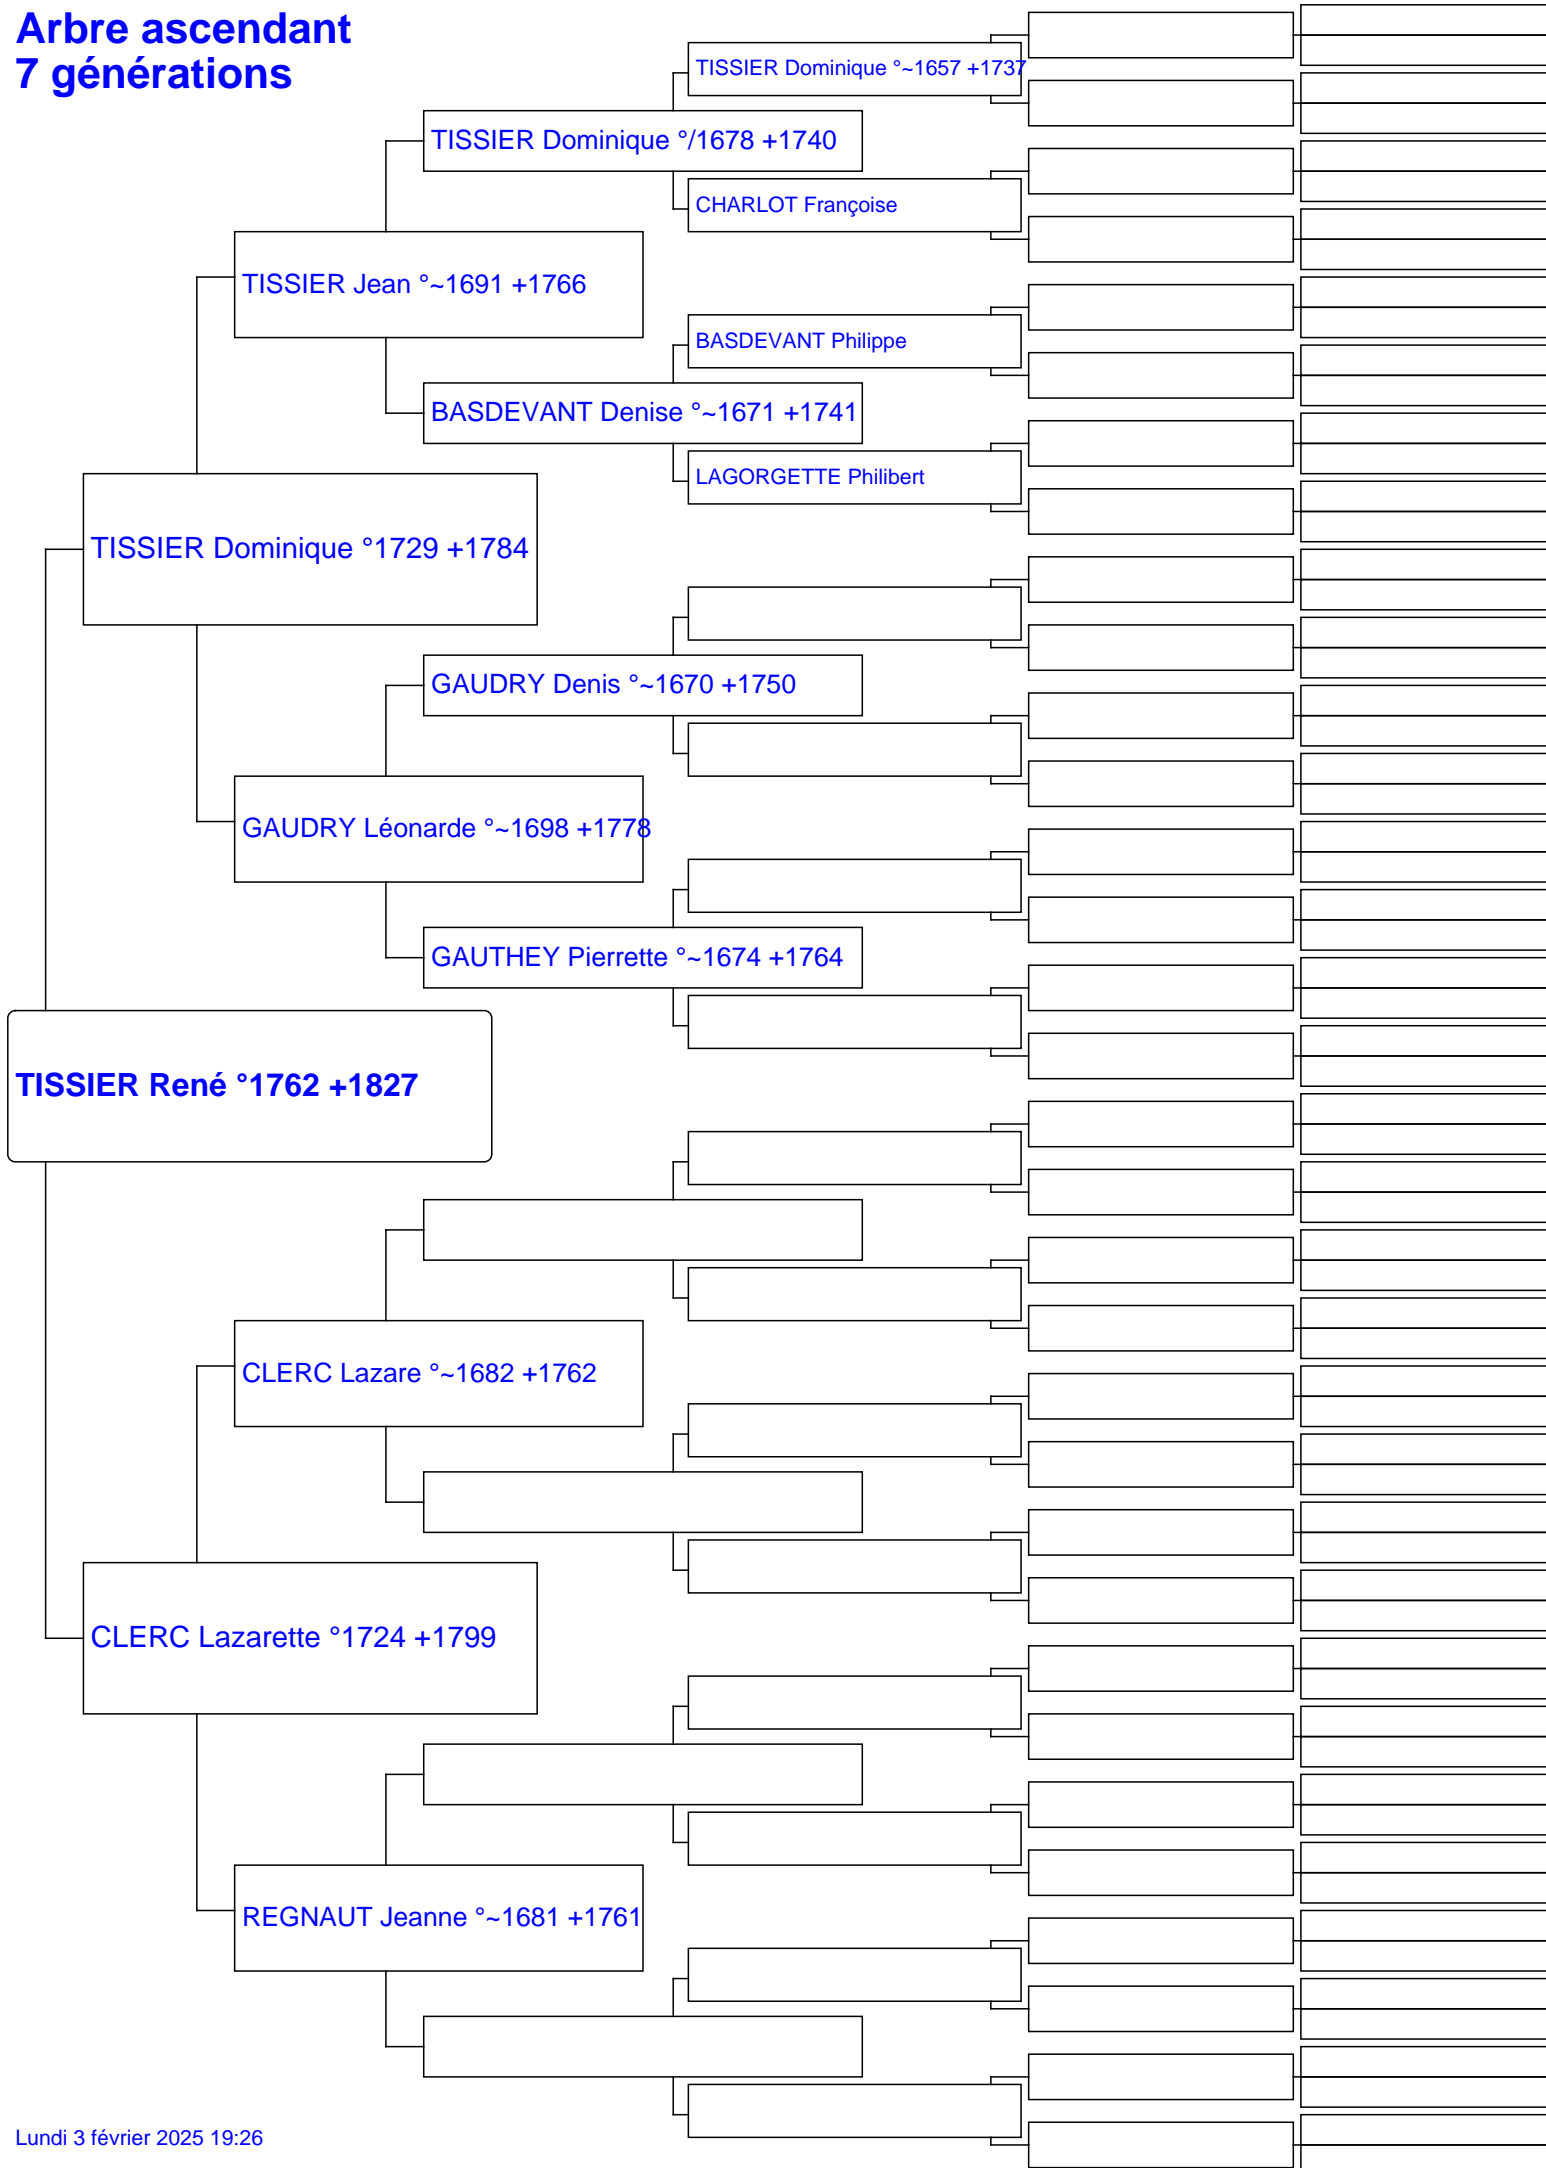 Arbre ascendant
7 générations
TISSIER Dominique °~1657 +1737
TISSIER Dominique °/1678 +1740
CHARLOT Françoise
TISSIER Jean °~1691 +1766
BASDEVANT Philippe
BASDEVANT Denise °~1671 +1741
LAGORGETTE Philibert
TISSIER Dominique °1729 +1784
GAUDRY Denis °~1670 +1750
GAUDRY Léonarde °~1698 +1778
GAUTHEY Pierrette °~1674 +1764
TISSIER René °1762 +1827
CLERC Lazare °~1682 +1762
CLERC Lazarette °1724 +1799
REGNAUT Jeanne °~1681 +1761
Lundi 3 février 2025 19:26